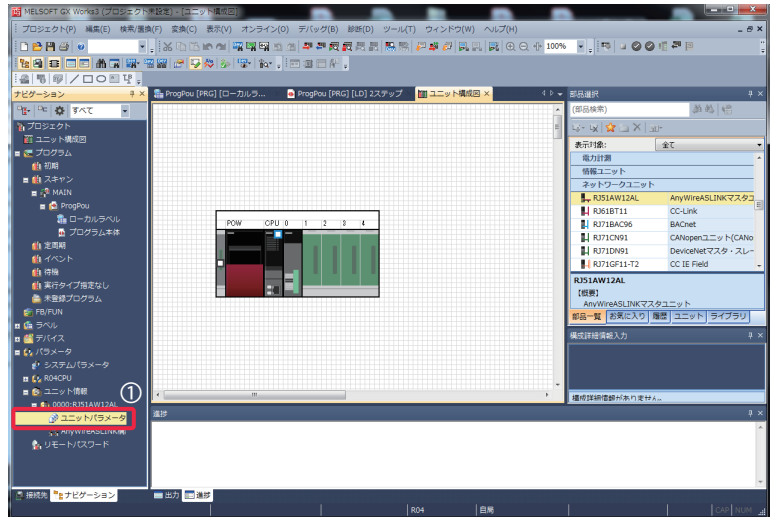 MELSOFT GX Works3 (プロジェクト未設定) - [ユニット構成図]
プロジェクト(P) 編集(E) 検索/置換(F) 変換(C) 表示(V) オンライン(O) デバッグ(B) 診断(D) ツール(T) ウィンドウ(W) ヘルプ(H)
100%
ナビゲーション
すべて
プロジェクト
ユニット構成図
プログラム
初期
スキャン
MAIN
ProgPou
ローカルラベル
プログラム本体
定周期
イベント
待機
実行タイプ指定なし
未登録プログラム
FB/FUN
ラベル
デバイス
パラメータ
システムパラメータ
R04CPU
ユニット情報
①
0000:RJ51AW12AL
ユニットパラメータ
AnyWireASLINK構
リモートパスワード
接続先 ナビゲーション
ProgPou [PRG] [ローカルラ... ProgPou [PRG] [LD] 2ステップ ユニット構成図
POW CPU 0 1 2 3 4
部品選択
(部品検索)
表示対象: 全て
電力計測
情報ユニット
ネットワークユニット
RJ51AW12AL AnyWireASLINKマスタユ
RJ61BT11 CC-Link
RJ71BAC96 BACnet
RJ71CN91 CANopenユニット(CANo
RJ71DN91 DeviceNetマスタ・スレー
RJ71GF11-T2 CC IE Field
RJ51AW12AL
【概要】
AnyWireASLINKマスタユニット
部品一覧 お気に入り 履歴 ユニット ライブラリ
構成詳細情報入力
構成詳細情報がありません。
進捗
出力 進捗
R04 自局 CAP NUM